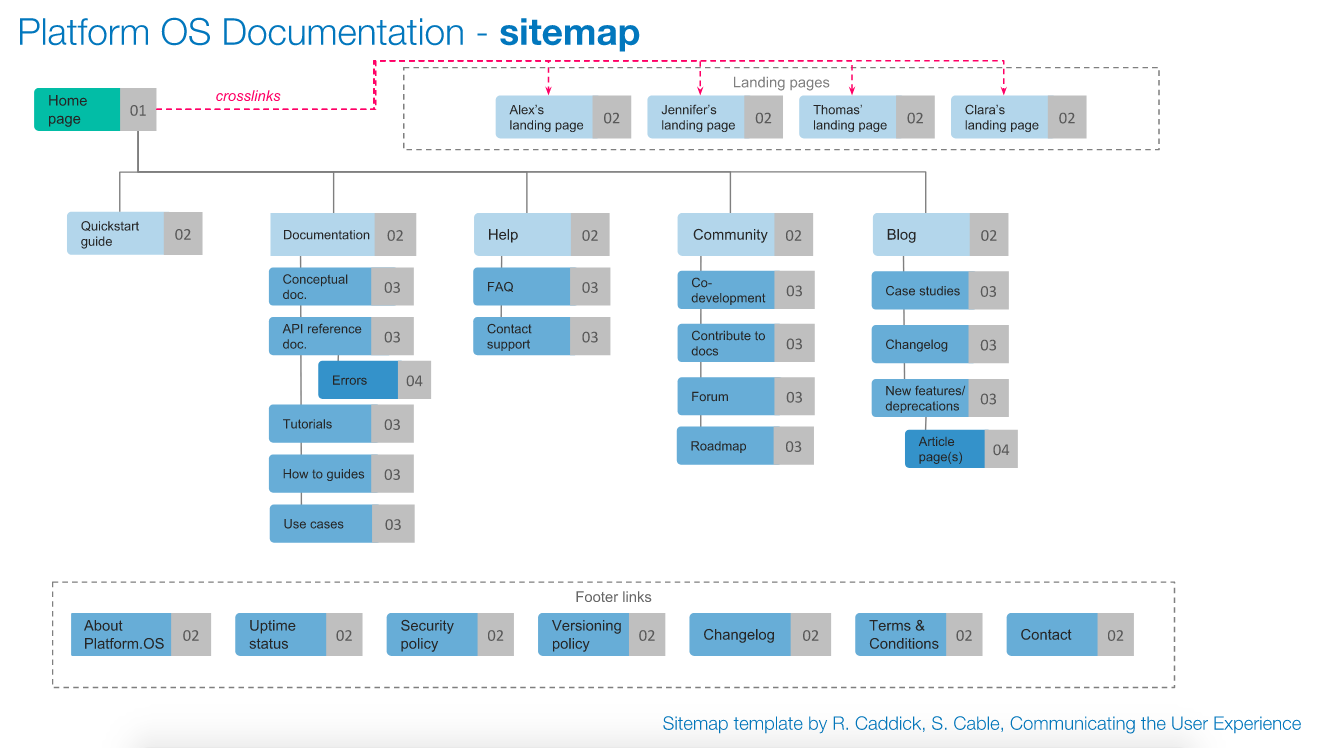 Platform OS Documentation - sitemap
Home
page
01
crosslinks
Landing pages
Alex's
landing page
02
Jennifer's
landing page
02
Thomas'
landing page
02
Clara's
landing page
02
Quickstart
guide
02
Documentation
02
Conceptual
doc.
03
API reference
doc.
03
Errors
04
Tutorials
03
How to guides
03
Use cases
03
Help
02
FAQ
03
Contact
support
03
Community
02
Co-
development
03
Contribute to
docs
03
Forum
03
Roadmap
03
Blog
02
Case studies
03
Changelog
03
New features/
deprecations
03
Article
page(s)
04
Footer links
About
Platform.OS
02
Uptime
status
02
Security
policy
02
Versioning
policy
02
Changelog
02
Terms &
Conditions
02
Contact
02
Sitemap template by R. Caddick, S. Cable, Communicating the User Experience